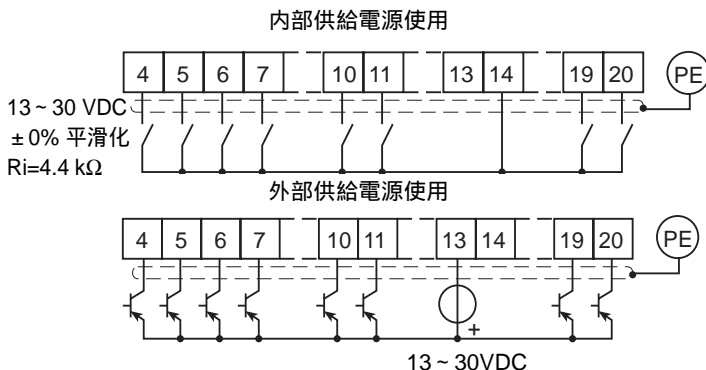 内部供給電源使用
4 5 6 7 10 11 13 14 19 20 PE
13 ~ 30 VDC
± 0% 平滑化
Ri=4.4 kΩ
外部供給電源使用
4 5 6 7 10 11 13 14 19 20 PE
+
13 ~ 30VDC